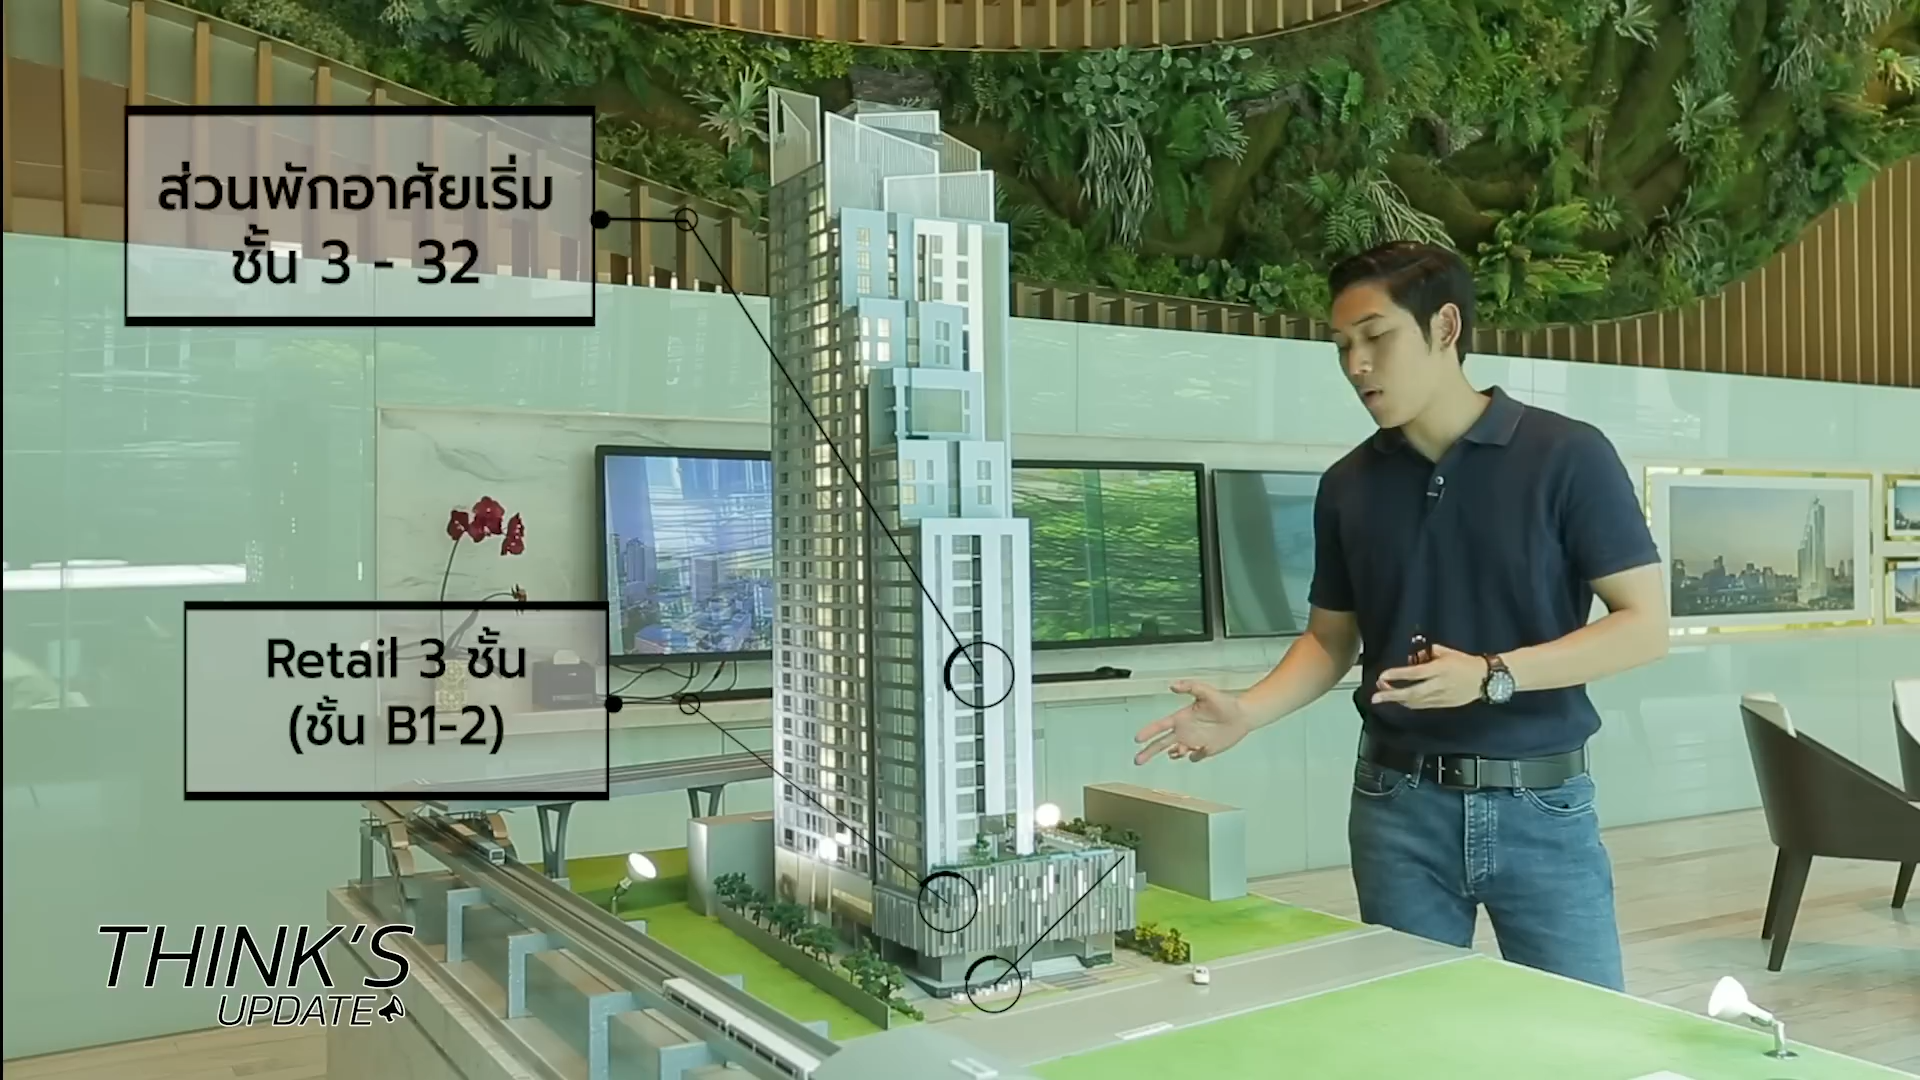 ส่วนพักอาศัยเริ่ม
ชั้น 3 - 32
Retail 3 ชั้น
(ชั้น B1-2)
THINK'S
UPDATE